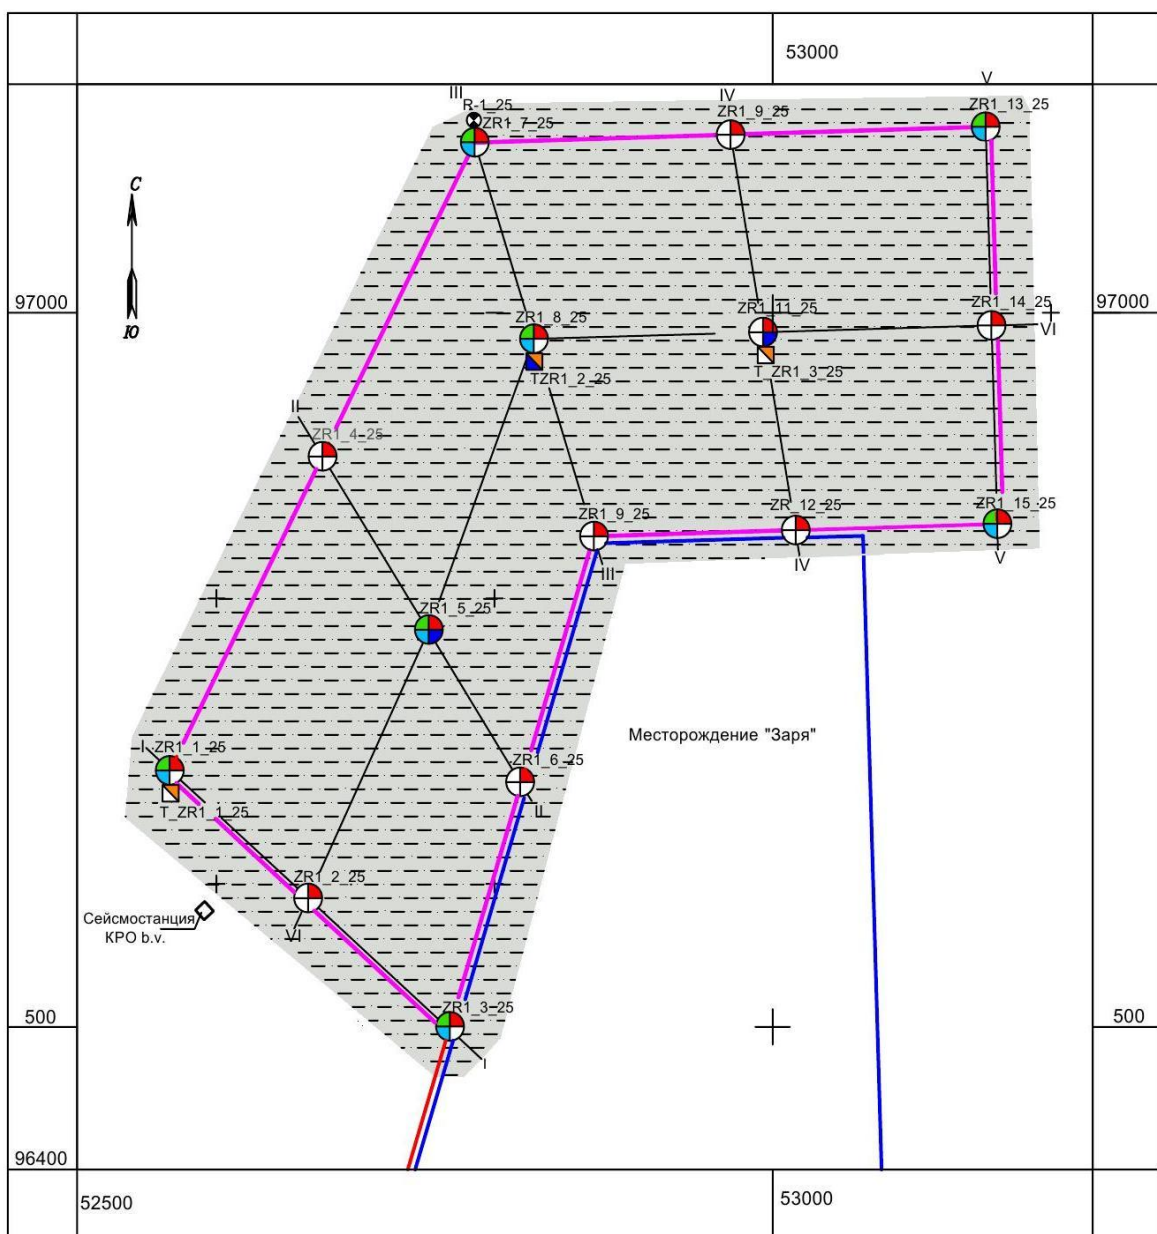 53000
V
III
IV
R-1_25
ZR1_9_25
ZR1_13_25
ZR1_7_25
С
97000
97000
ZR1_8_25
ZR1_11_25
ZR1_14_25
Ю
VI
TZR1_2_25
T_ZR1_3_25
II
ZR1_4_25
ZR1_9_25
ZR_12_25
ZR1_15_25
III
IV
V
ZR1_5_25
Месторождение "Заря"
I
ZR1_1_25
ZR1_6_25
T_ZR1_1_25
II
ZR1_2_25
Сейсмостанция
КРО b.v.
VI
ZR1_3_25
500
500
I
96400
52500
53000